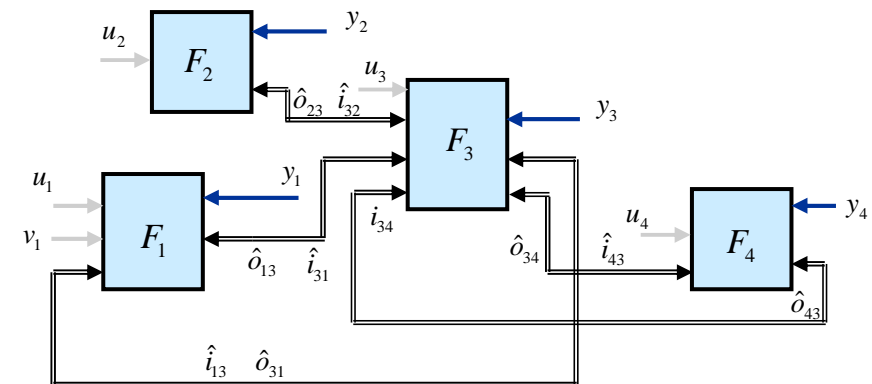 u₂
F₂
y₂
u₃
ô₂₃ î₃₂
F₃
y₃
u₁
v₁
F₁
y₁
ô₁₃ î₃₁
i₃₄
ô₃₄ î₄₃
u₄
F₄
y₄
ô₄₃
î₁₃ ô₃₁